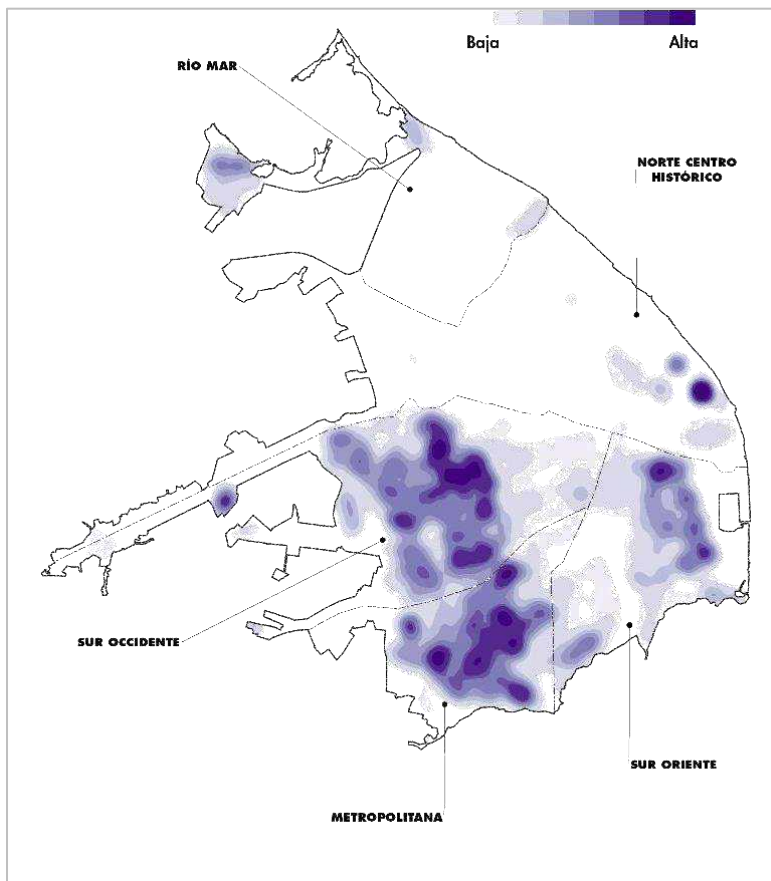 Baja
Alta
RÍO MAR
NORTE CENTRO
HISTÓRICO
SUR OCCIDENTE
SUR ORIENTE
METROPOLITANA